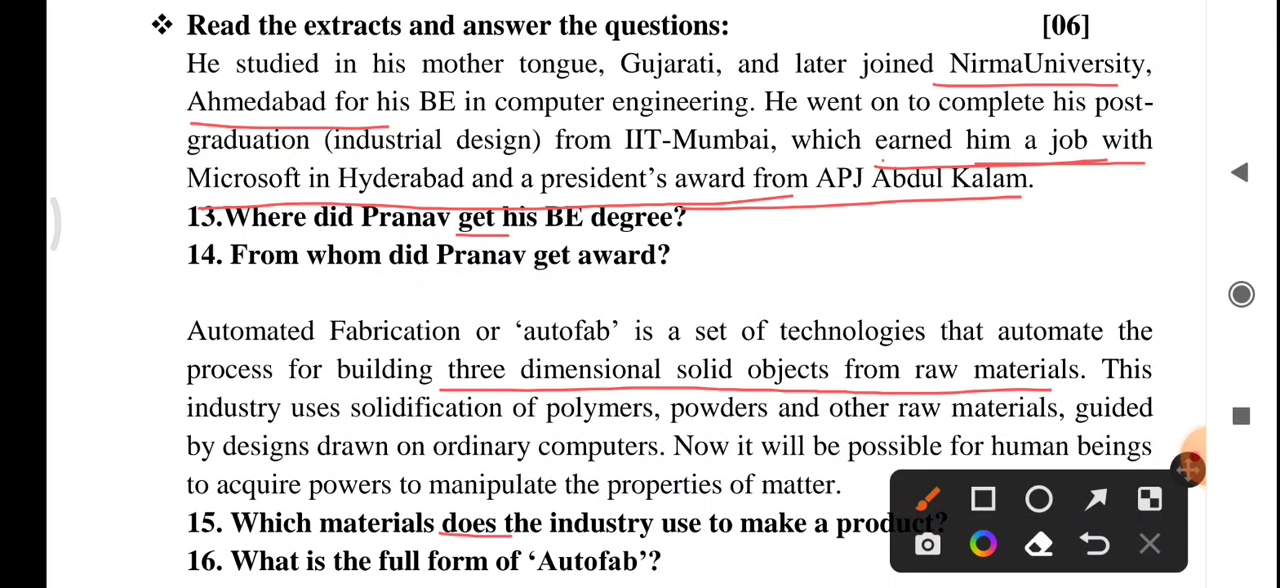 ❖ Read the extracts and answer the questions: [06]
He studied in his mother tongue, Gujarati, and later joined NirmaUniversity,
Ahmedabad for his BE in computer engineering. He went on to complete his post-
graduation (industrial design) from IIT-Mumbai, which earned him a job with
Microsoft in Hyderabad and a president's award from APJ Abdul Kalam.
13.Where did Pranav get his BE degree?
14. From whom did Pranav get award?
Automated Fabrication or ‘autofab’ is a set of technologies that automate the
process for building three dimensional solid objects from raw materials. This
industry uses solidification of polymers, powders and other raw materials, guided
by designs drawn on ordinary computers. Now it will be possible for human beings
to acquire powers to manipulate the properties of matter.
15. Which materials does the industry use to make a product?
16. What is the full form of ‘Autofab’?